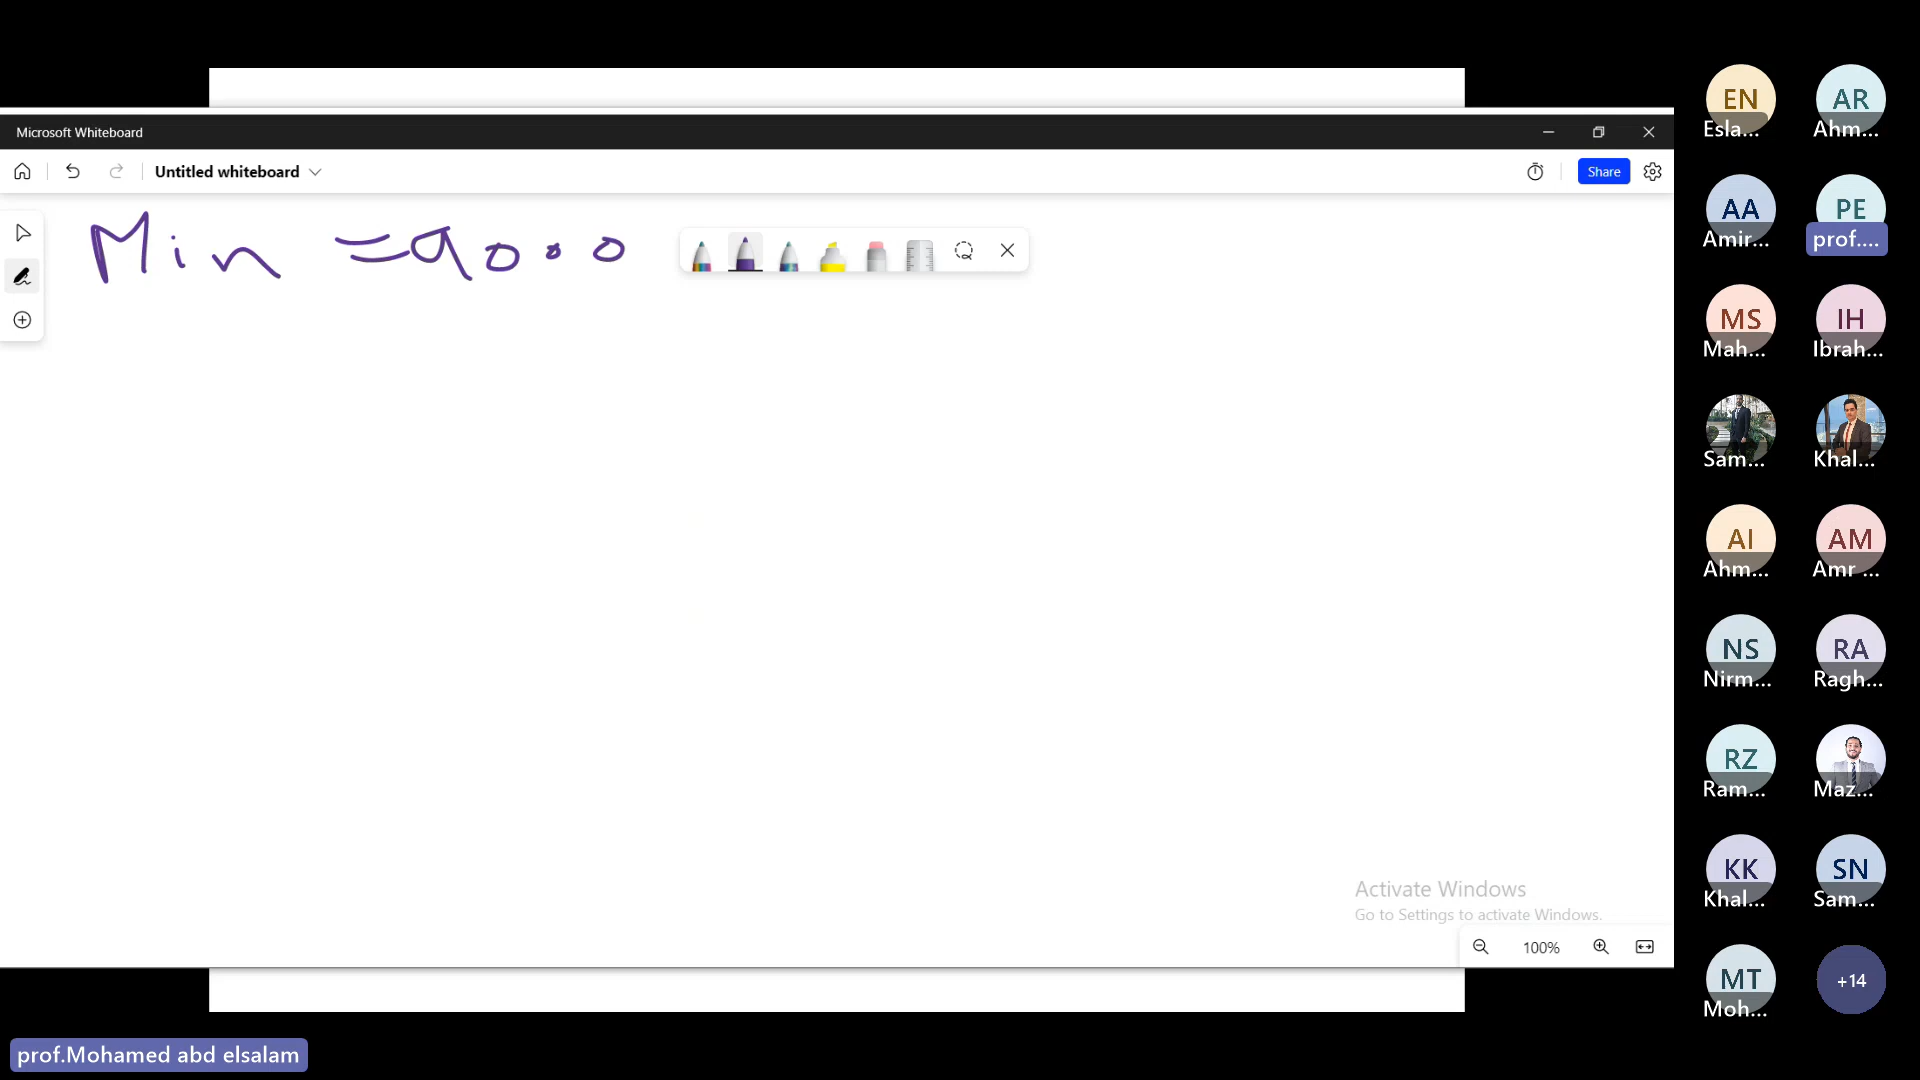 EN
AR
Esla...
Ahm...
Microsoft Whiteboard
Untitled whiteboard
Share
Min = 9000
AA
PE
Amir...
prof....
MS
IH
Mah...
Ibrah...
Sam...
Khal...
AI
AM
Ahm...
Amr ...
NS
RA
Nirm...
Ragh...
RZ
Ram...
Maz...
KK
SN
Khal...
Sam...
Activate Windows
Go to Settings to activate Windows.
100%
MT
+14
Moh...
prof.Mohamed abd elsalam